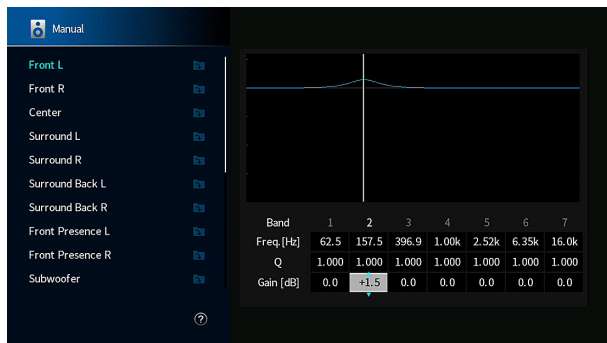 Manual
Front L
Front R
Center
Surround L
Surround R
Surround Back L
Surround Back R
Front Presence L
Front Presence R
Subwoofer
?
Band 1 2 3 4 5 6 7
Freq.[Hz] 62.5 157.5 396.9 1.00k 2.52k 6.35k 16.0k
Q 1.000 1.000 1.000 1.000 1.000 1.000 1.000
Gain [dB] 0.0 +1.5 0.0 0.0 0.0 0.0 0.0